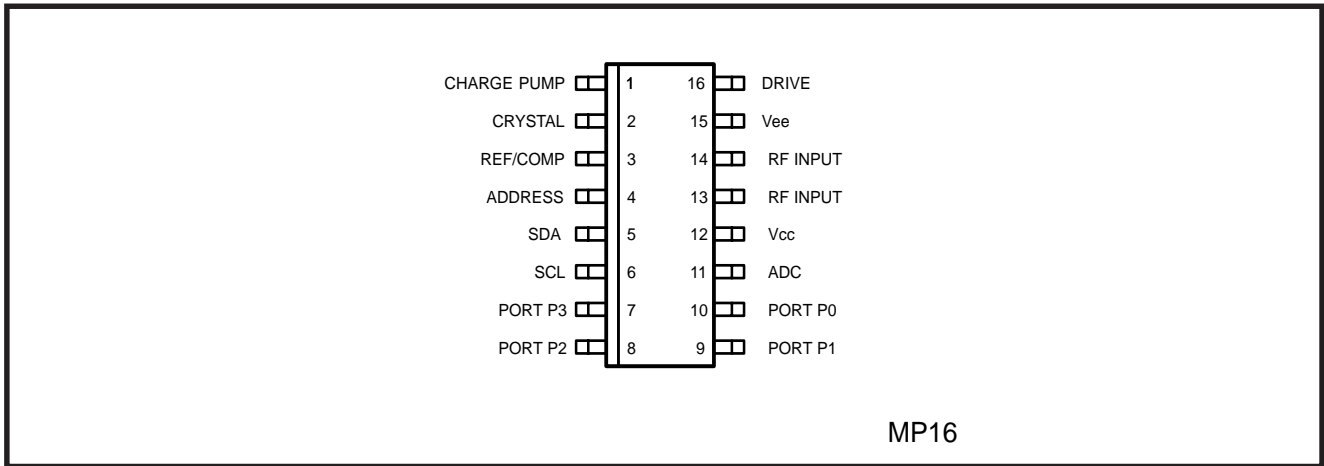 CHARGE PUMP 1 16 DRIVE
CRYSTAL 2 15 Vee
REF/COMP 3 14 RF INPUT
ADDRESS 4 13 RF INPUT
SDA 5 12 Vcc
SCL 6 11 ADC
PORT P3 7 10 PORT P0
PORT P2 8 9 PORT P1
MP16